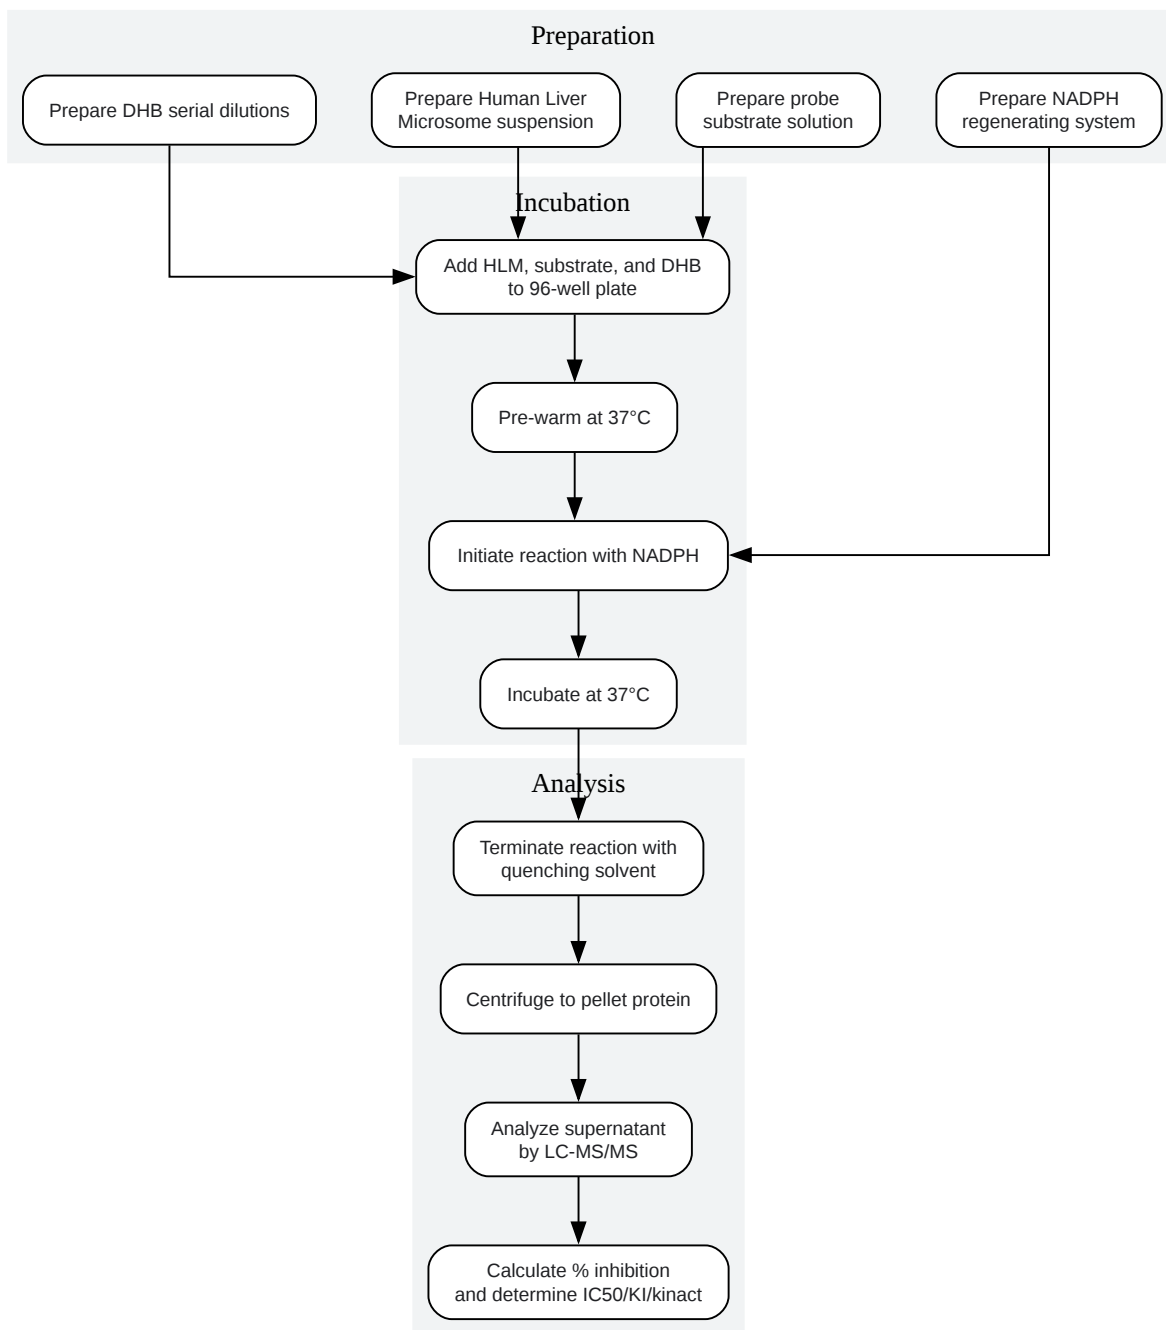 Preparation
Prepare DHB serial dilutions
Prepare Human Liver
Microsome suspension
Prepare probe
substrate solution
Prepare NADPH
regenerating system
Incubation
Add HLM, substrate, and DHB
to 96-well plate
Pre-warm at 37°C
Initiate reaction with NADPH
Incubate at 37°C
Analysis
Terminate reaction with
quenching solvent
Centrifuge to pellet protein
Analyze supernatant
by LC-MS/MS
Calculate % inhibition
and determine IC50/KI/kinact